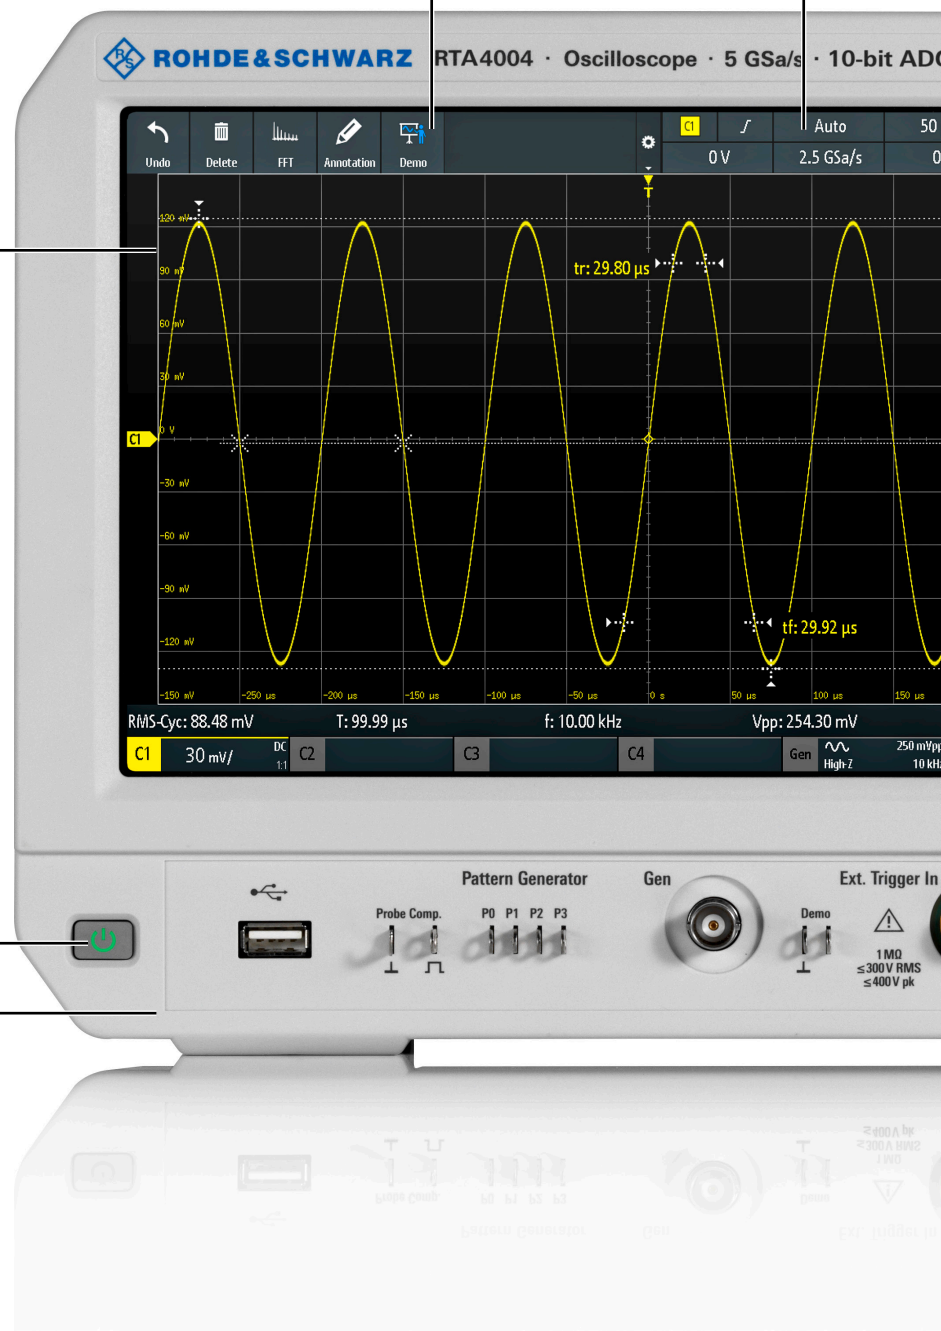 ROHDE & SCHWARZ RTA4004 · Oscilloscope · 5 GSa/s · 10-bit ADC
Undo Delete FFT Annotation Demo
C1 Auto 50
0 V 2.5 GSa/s 0
T
120 mV
90 mV
tr: 29.80 µs
60 mV
30 mV
C1 0 V
-30 mV
-60 mV
-90 mV
tf: 29.92 µs
-120 mV
-150 mV -250 µs -200 µs -150 µs -100 µs -50 µs 0 s 50 µs 100 µs 150 µs
RMS-Cyc: 88.48 mV T: 99.99 µs f: 10.00 kHz Vpp: 254.30 mV
C1 30 mV/ DC 1:1 C2 C3 C4 Gen High-Z 250 mVpp 10 kHz
Pattern Generator Gen Ext. Trigger In
Probe Comp. P0 P1 P2 P3 Demo
1 MΩ
≤300 V RMS
≤400 V pk